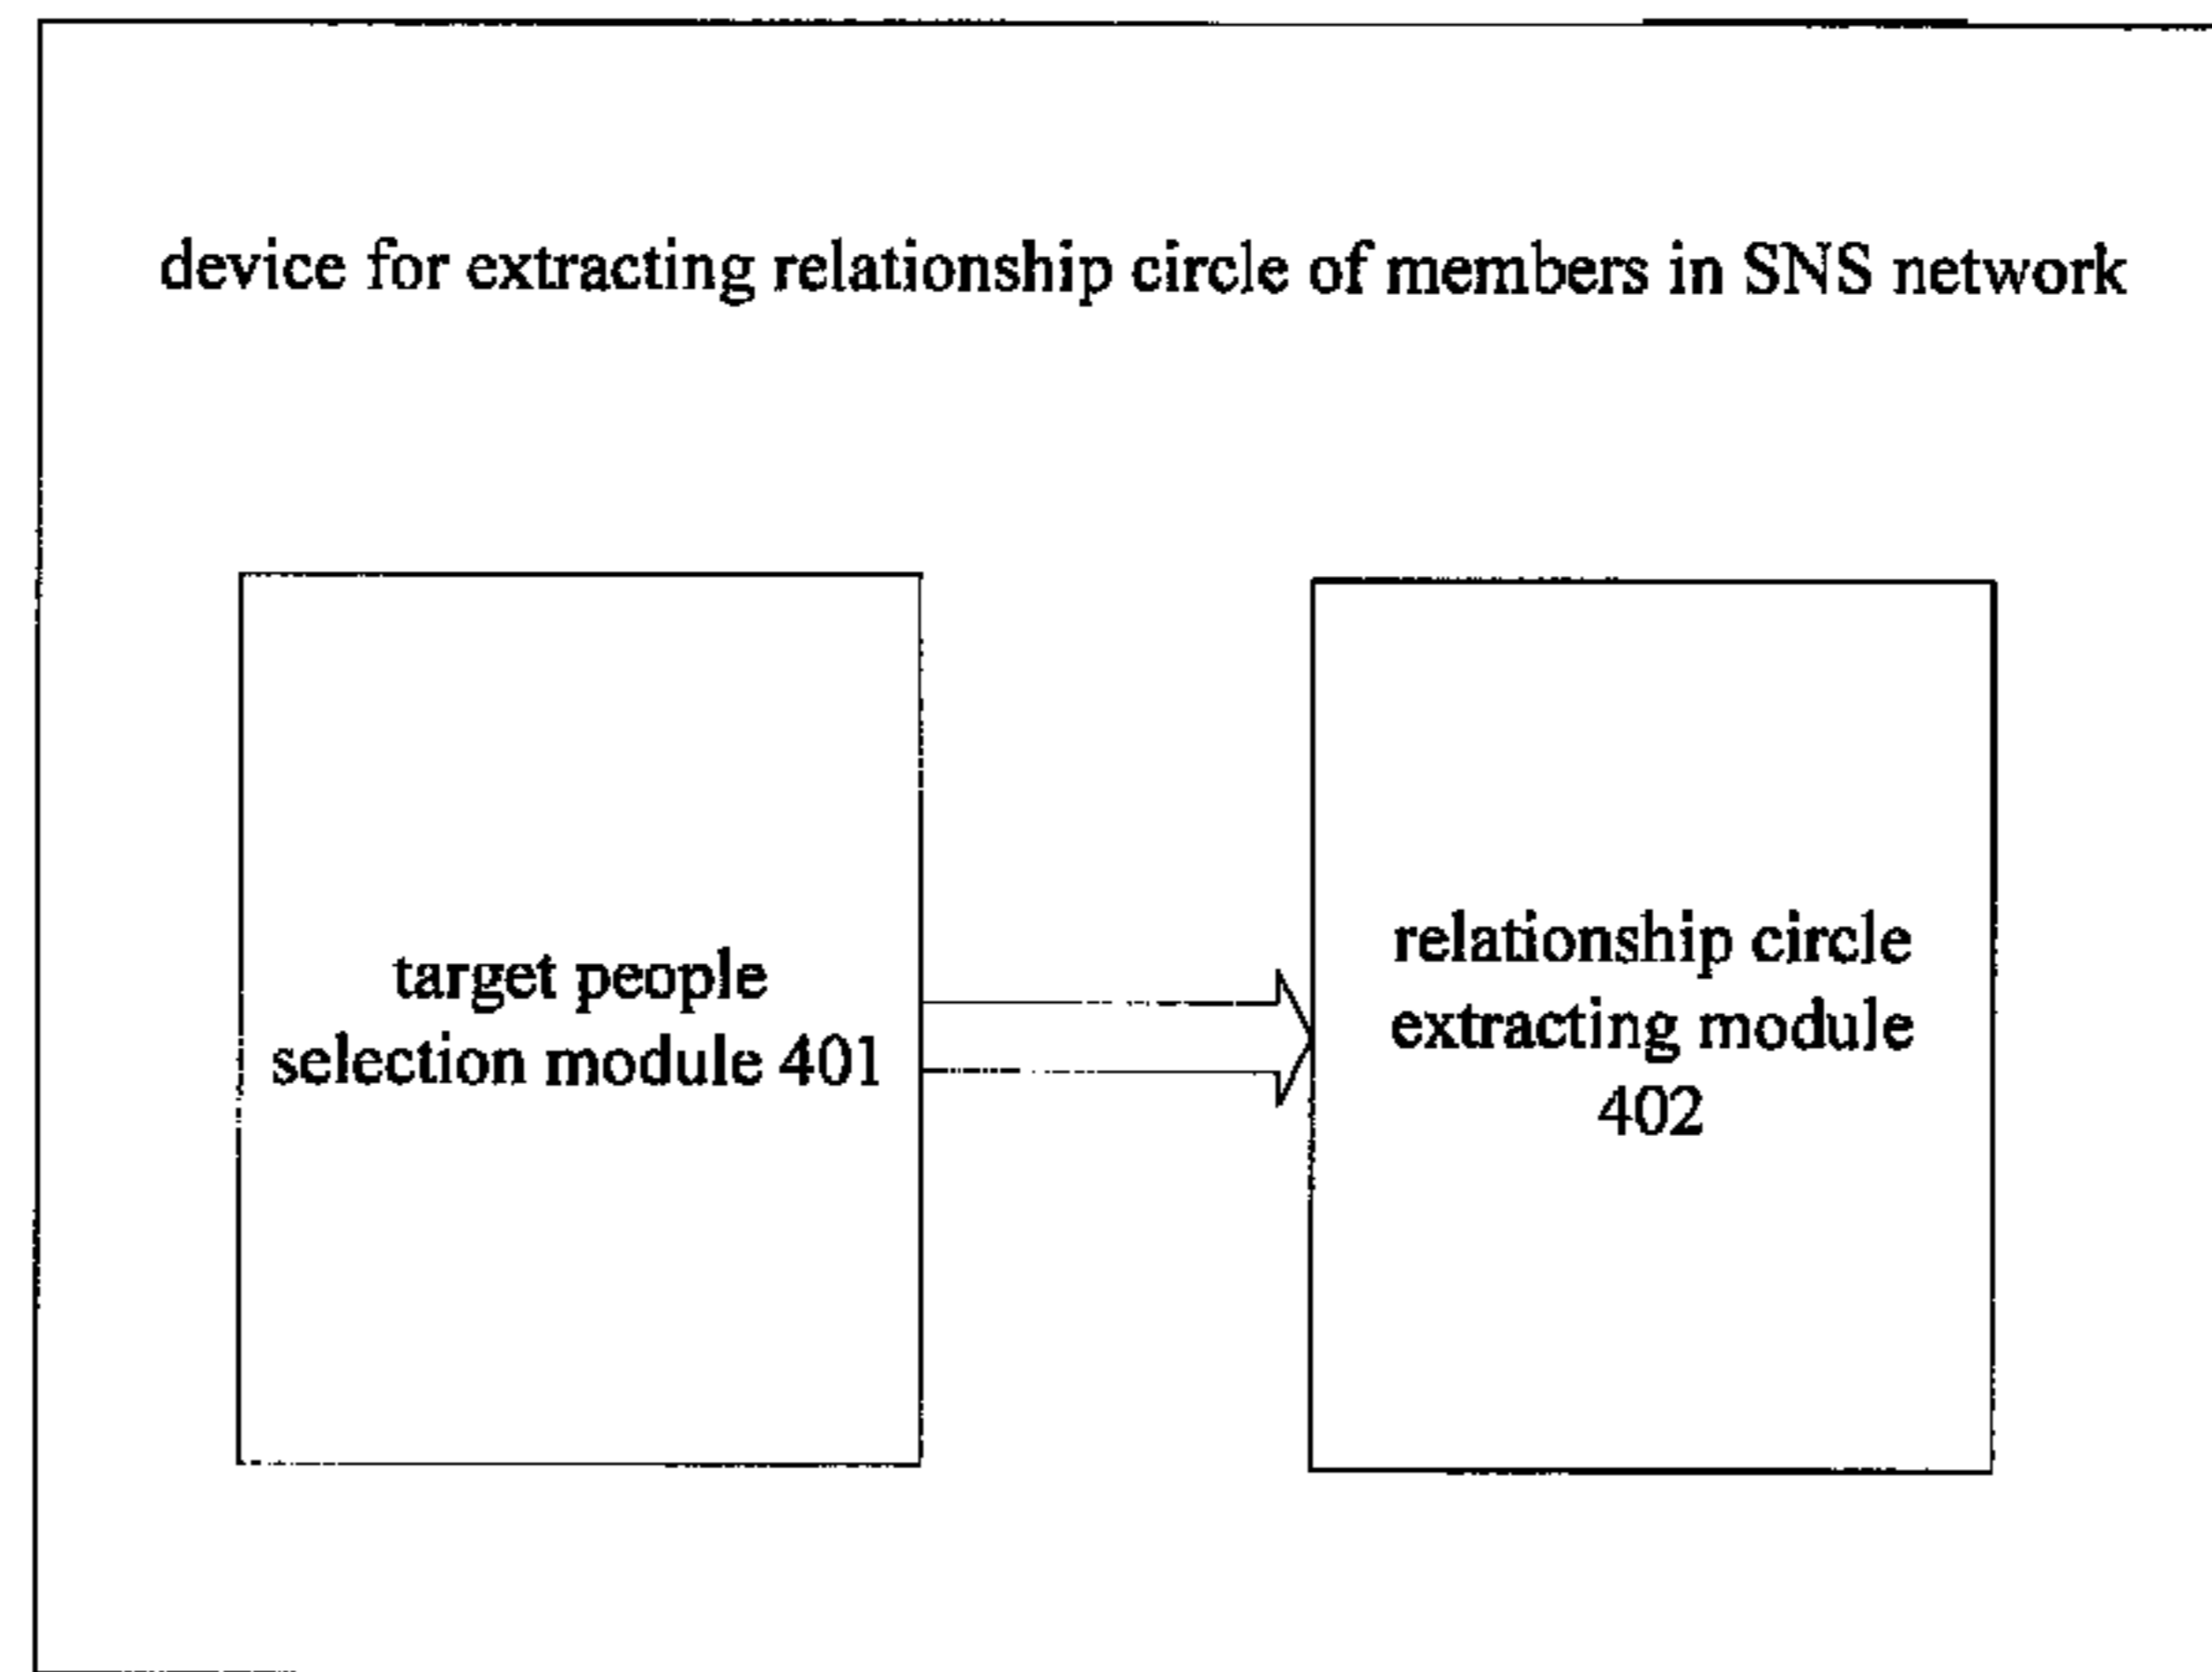 device for extracting relationship circle of members in SNS network
target people
selection module 401
relationship circle
extracting module
402